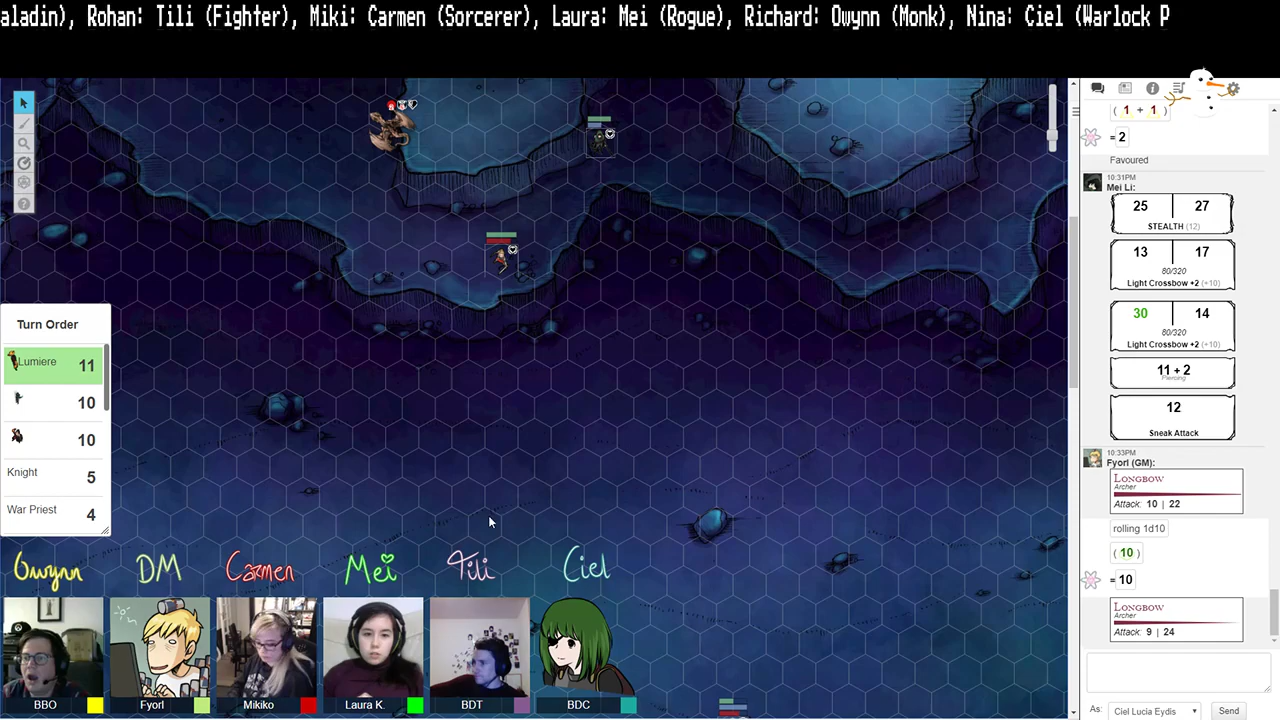 aladin), Rohan: Tili (Fighter), Miki: Carmen (Sorcerer), Laura: Mei (Rogue), Richard: Owynn (Monk), Nina: Ciel (Warlock P
( 1 + 1 )
= 2
Favoured
10:31PM
Mei Li:
25 | 27
STEALTH (12)
13 | 17
80/320
Light Crossbow +2 (+10)
30 | 14
80/320
Light Crossbow +2 (+10)
11 + 2
Piercing
12
Sneak Attack
10:33PM
Fyorl (GM):
Longbow
Archer
Attack: 10 | 22
rolling 1d10
( 10 )
= 10
Longbow
Archer
Attack: 9 | 24
As:
Ciel Lucia Eydis
Send
Turn Order
Lumiere 11
10
10
Knight 5
War Priest 4
Owynn DM Carmen Mei Tili Ciel
BBO Fyorl Mikiko Laura K. BDT BDC